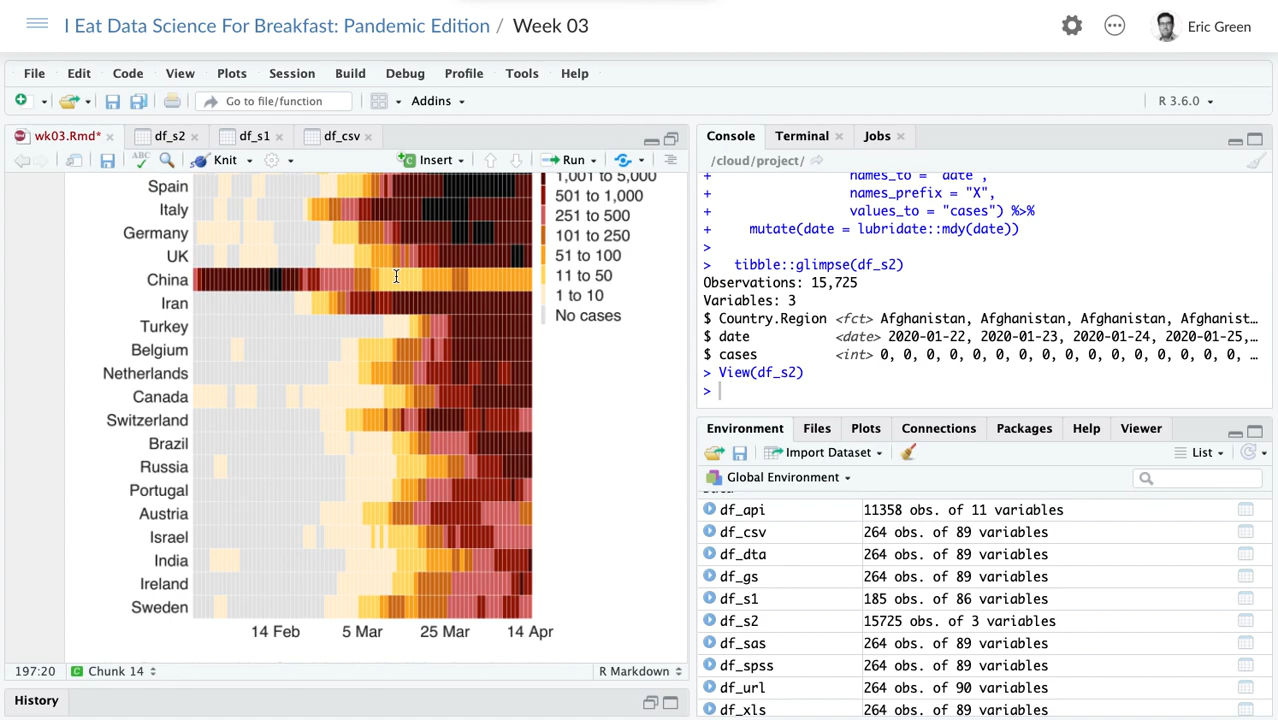 I Eat Data Science For Breakfast: Pandemic Edition / Week 03
Eric Green
File Edit Code View Plots Session Build Debug Profile Tools Help
Go to file/function
Addins
R 3.6.0
wk03.Rmd*
df_s2
df_s1
df_csv
ABC
Knit
Insert
Run
Spain
Italy
Germany
UK
China
Iran
Turkey
Belgium
Netherlands
Canada
Switzerland
Brazil
Russia
Portugal
Austria
Israel
India
Ireland
Sweden
14 Feb 5 Mar 25 Mar 14 Apr
1,001 to 5,000
501 to 1,000
251 to 500
101 to 250
51 to 100
11 to 50
1 to 10
No cases
197:20
Chunk 14
R Markdown
History
Console Terminal Jobs
/cloud/project/
+ names_to = "date",
+ names_prefix = "X",
+ values_to = "cases") %>%
+ mutate(date = lubridate::mdy(date))
>
> tibble::glimpse(df_s2)
Observations: 15,725
Variables: 3
$ Country.Region <fct> Afghanistan, Afghanistan, Afghanistan, Afghanist…
$ date <date> 2020-01-22, 2020-01-23, 2020-01-24, 2020-01-25,…
$ cases <int> 0, 0, 0, 0, 0, 0, 0, 0, 0, 0, 0, 0, 0, 0, 0, 0, …
> View(df_s2)
>
Environment Files Plots Connections Packages Help Viewer
Import Dataset
List
Global Environment
df_api 11358 obs. of 11 variables
df_csv 264 obs. of 89 variables
df_dta 264 obs. of 89 variables
df_gs 264 obs. of 89 variables
df_s1 185 obs. of 86 variables
df_s2 15725 obs. of 3 variables
df_sas 264 obs. of 89 variables
df_spss 264 obs. of 89 variables
df_url 264 obs. of 90 variables
df_xls 264 obs. of 89 variables